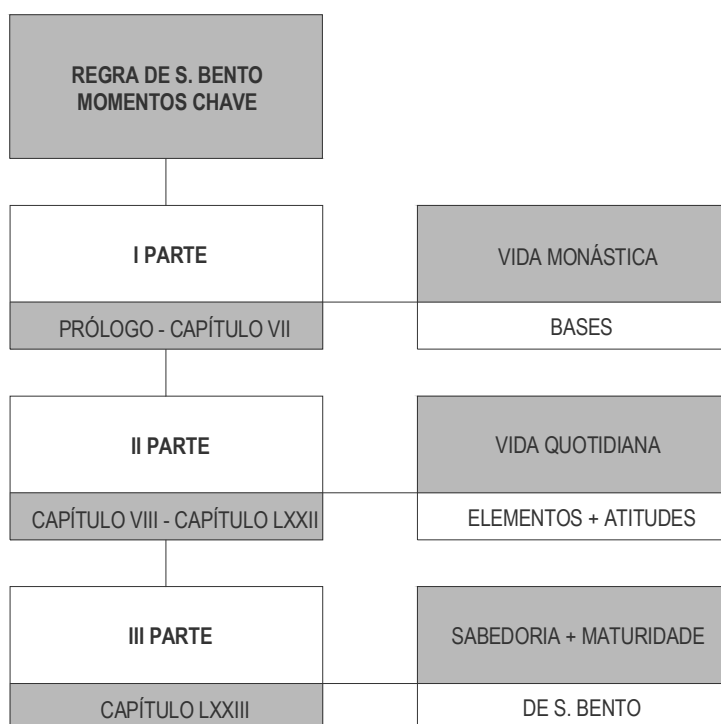 REGRA DE S. BENTO
MOMENTOS CHAVE
I PARTE
VIDA MONÁSTICA
PRÓLOGO - CAPÍTULO VII
BASES
II PARTE
VIDA QUOTIDIANA
CAPÍTULO VIII - CAPÍTULO LXXII
ELEMENTOS + ATITUDES
III PARTE
SABEDORIA + MATURIDADE
CAPÍTULO LXXIII
DE S. BENTO